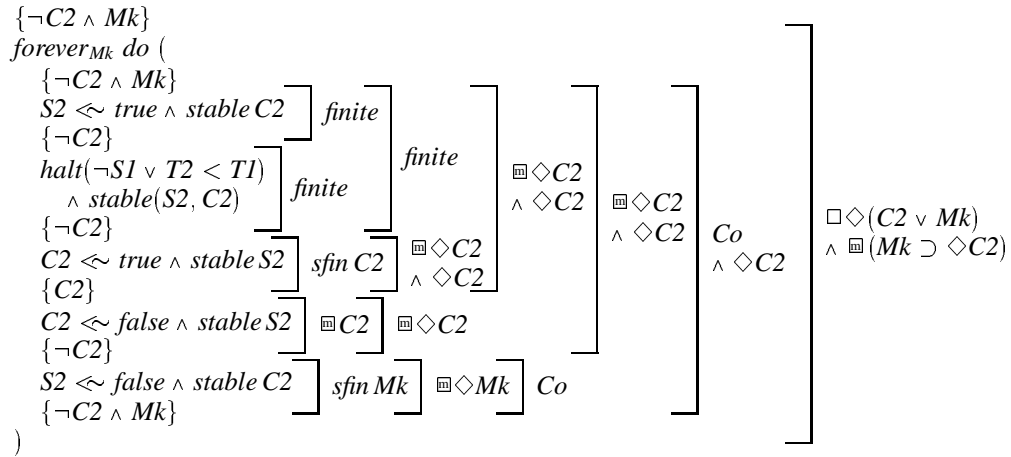 {¬C2 ∧ Mk}
forever_Mk do (
{¬C2 ∧ Mk}
S2 <~ true ∧ stable C2 ] finite
{¬C2}
halt(¬S1 ∨ T2 < T1)
∧ stable(S2, C2) ] finite
{¬C2}
finite
C2 <~ true ∧ stable S2 ] sfin C2 ] ▣◇C2
∧ ◇C2
{C2}
▣◇C2
∧ ◇C2
C2 <~ false ∧ stable S2 ] ▣C2 ] ▣◇C2
{¬C2}
▣◇C2
∧ ◇C2
S2 <~ false ∧ stable C2 ] sfin Mk ] ▣◇Mk ] Co
{¬C2 ∧ Mk}
Co
∧ ◇C2
)
□◇(C2 ∨ Mk)
∧ ▣(Mk ⊃ ◇C2)